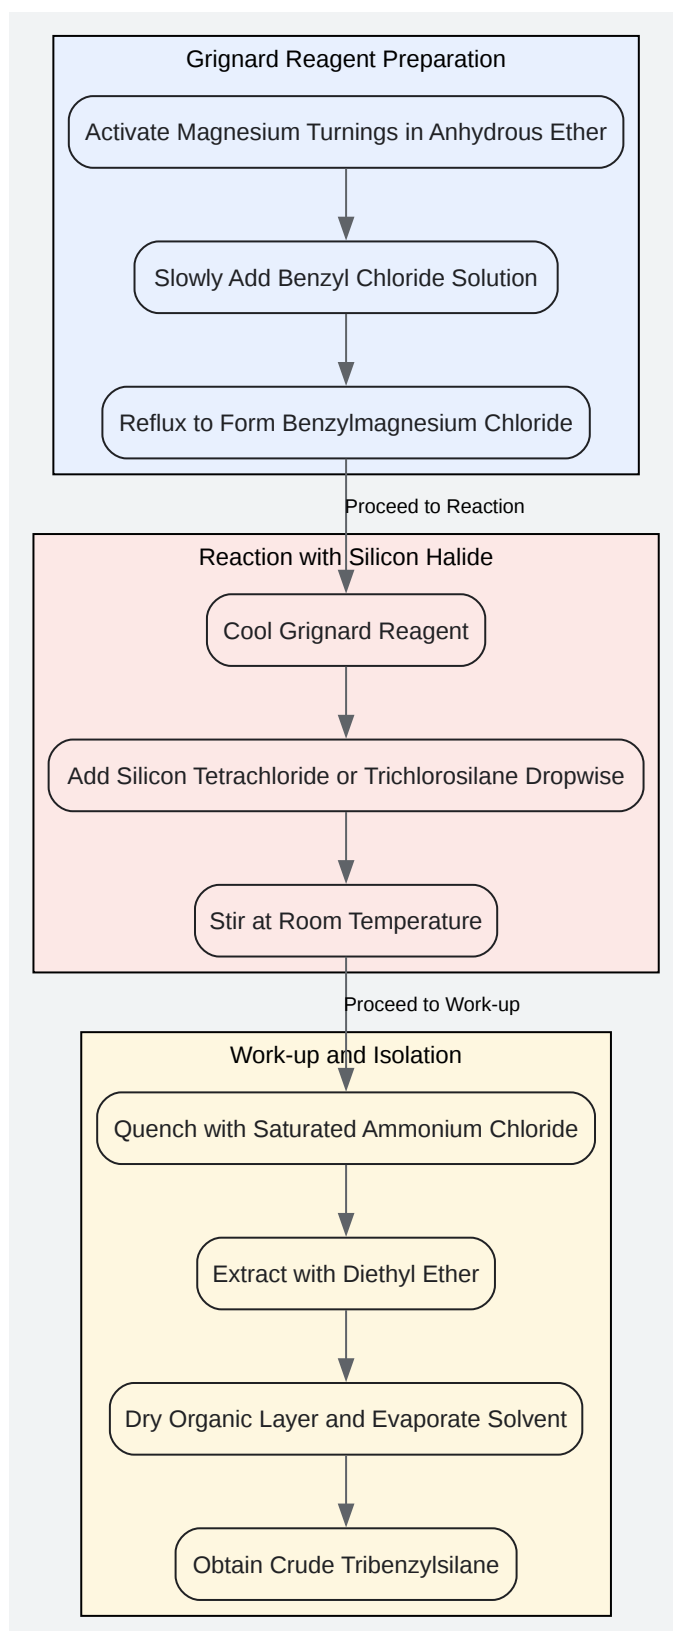 Grignard Reagent Preparation
Activate Magnesium Turnings in Anhydrous Ether
Slowly Add Benzyl Chloride Solution
Reflux to Form Benzylmagnesium Chloride
Proceed to Reaction
Reaction with Silicon Halide
Cool Grignard Reagent
Add Silicon Tetrachloride or Trichlorosilane Dropwise
Stir at Room Temperature
Proceed to Work-up
Work-up and Isolation
Quench with Saturated Ammonium Chloride
Extract with Diethyl Ether
Dry Organic Layer and Evaporate Solvent
Obtain Crude Tribenzylsilane